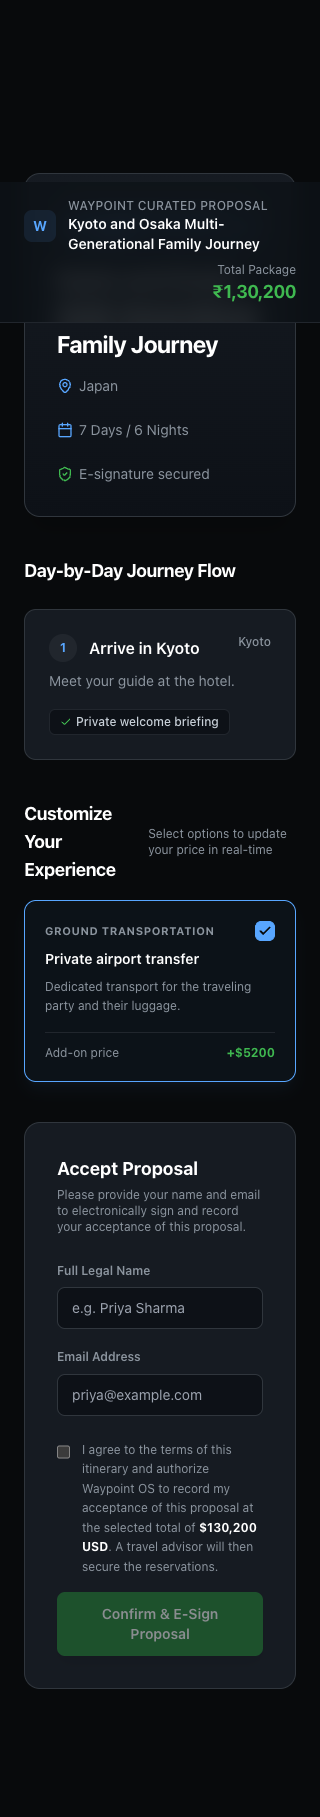 W
WAYPOINT CURATED PROPOSAL
Kyoto and Osaka Multi-
Generational Family Journey
Total Package
₹1,30,200
Family Journey
Japan
7 Days / 6 Nights
E-signature secured
Day-by-Day Journey Flow
1
Arrive in Kyoto
Kyoto
Meet your guide at the hotel.
Private welcome briefing
Customize
Your
Experience
Select options to update
your price in real-time
GROUND TRANSPORTATION
Private airport transfer
Dedicated transport for the traveling
party and their luggage.
Add-on price
+$5200
Accept Proposal
Please provide your name and email
to electronically sign and record
your acceptance of this proposal.
Full Legal Name
e.g. Priya Sharma
Email Address
priya@example.com
I agree to the terms of this
itinerary and authorize
Waypoint OS to record my
acceptance of this proposal at
the selected total of $130,200
USD. A travel advisor will then
secure the reservations.
Confirm & E-Sign
Proposal